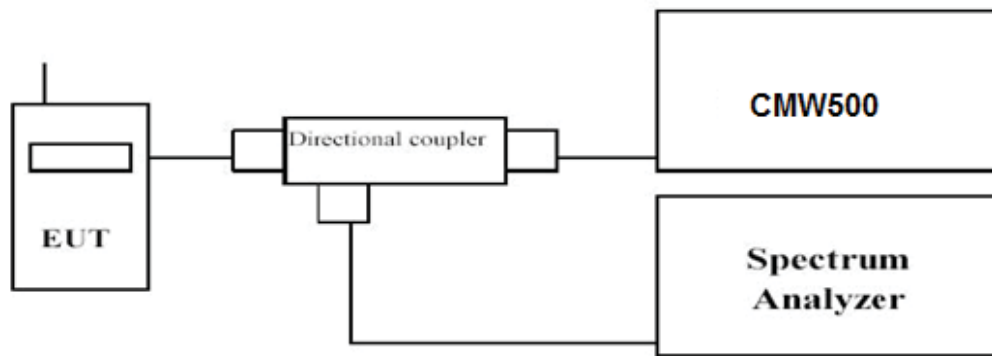 EUT
Directional coupler
CMW500
Spectrum
Analyzer